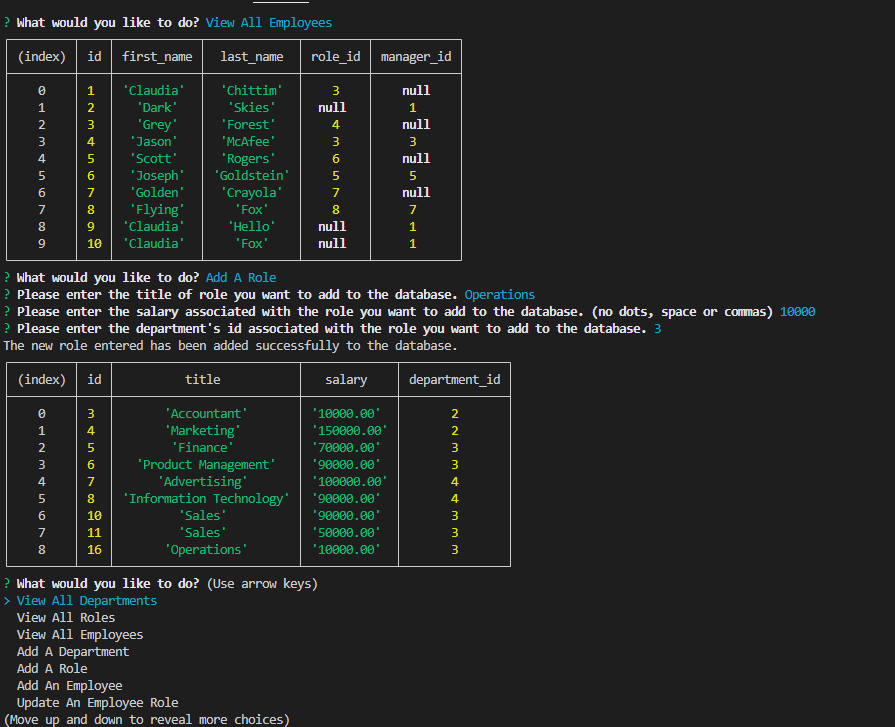 ? What would you like to do? View All Employees
(index) id first_name last_name role_id manager_id
0 1 'Claudia' 'Chittim' 3 null
1 2 'Dark' 'Skies' null 1
2 3 'Grey' 'Forest' 4 null
3 4 'Jason' 'McAfee' 3 3
4 5 'Scott' 'Rogers' 6 null
5 6 'Joseph' 'Goldstein' 5 5
6 7 'Golden' 'Crayola' 7 null
7 8 'Flying' 'Fox' 8 7
8 9 'Claudia' 'Hello' null 1
9 10 'Claudia' 'Fox' null 1
? What would you like to do? Add A Role
? Please enter the title of role you want to add to the database. Operations
? Please enter the salary associated with the role you want to add to the database. (no dots, space or commas) 10000
? Please enter the department's id associated with the role you want to add to the database. 3
The new role entered has been added successfully to the database.
(index) id title salary department_id
0 3 'Accountant' '10000.00' 2
1 4 'Marketing' '150000.00' 2
2 5 'Finance' '70000.00' 3
3 6 'Product Management' '90000.00' 3
4 7 'Advertising' '100000.00' 4
5 8 'Information Technology' '90000.00' 4
6 10 'Sales' '90000.00' 3
7 11 'Sales' '50000.00' 3
8 16 'Operations' '10000.00' 3
? What would you like to do? (Use arrow keys)
> View All Departments
View All Roles
View All Employees
Add A Department
Add A Role
Add An Employee
Update An Employee Role
(Move up and down to reveal more choices)